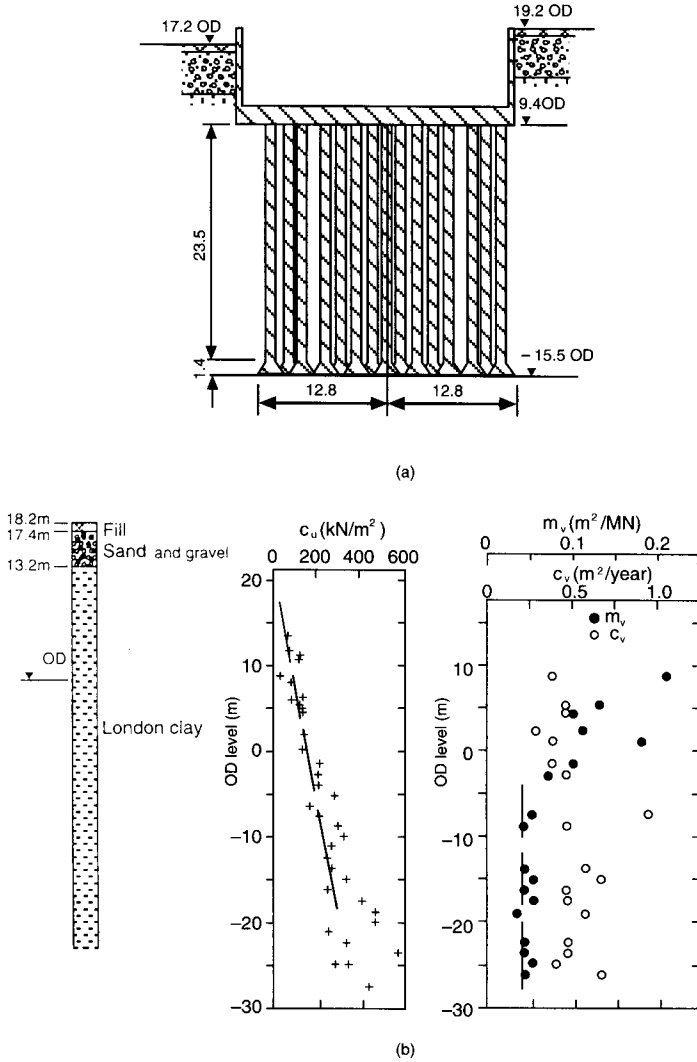 17.2 OD
19.2 OD
9.4OD
23.5
1.4
– 15.5 OD
12.8
12.8
(a)
18.2m
17.4m
13.2m
Fill
Sand and gravel
OD
London clay
c_u (kN/m²)
0 200 400 600
20
10
0
−10
−20
−30
OD level (m)
m_v (m²/MN)
0 0.1 0.2
c_v (m²/year)
0 0.5 1.0
m_v
c_v
10
0
−10
−20
−30
OD level (m)
(b)